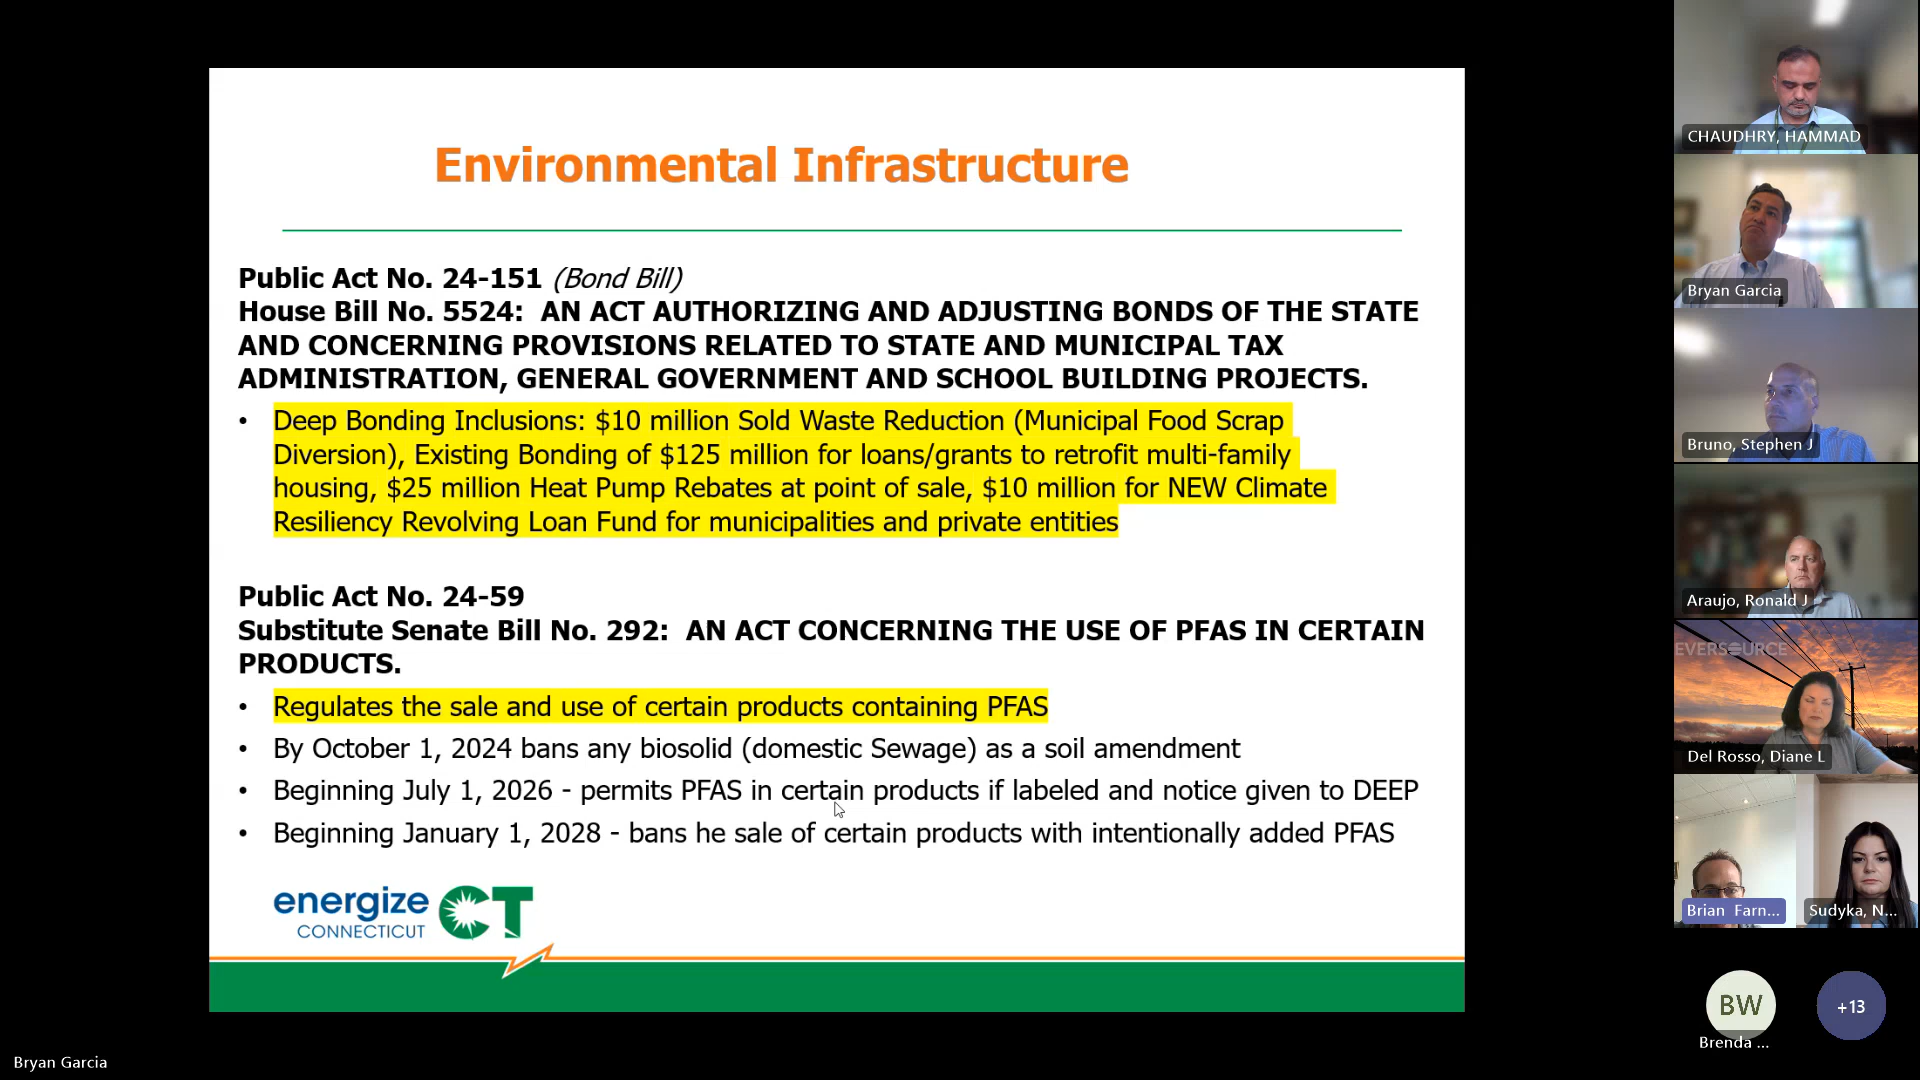 Environmental Infrastructure
Public Act No. 24-151 (Bond Bill)
House Bill No. 5524: AN ACT AUTHORIZING AND ADJUSTING BONDS OF THE STATE
AND CONCERNING PROVISIONS RELATED TO STATE AND MUNICIPAL TAX
ADMINISTRATION, GENERAL GOVERNMENT AND SCHOOL BUILDING PROJECTS.
• Deep Bonding Inclusions: $10 million Sold Waste Reduction (Municipal Food Scrap
Diversion), Existing Bonding of $125 million for loans/grants to retrofit multi-family
housing, $25 million Heat Pump Rebates at point of sale, $10 million for NEW Climate
Resiliency Revolving Loan Fund for municipalities and private entities
Public Act No. 24-59
Substitute Senate Bill No. 292: AN ACT CONCERNING THE USE OF PFAS IN CERTAIN
PRODUCTS.
• Regulates the sale and use of certain products containing PFAS
• By October 1, 2024 bans any biosolid (domestic Sewage) as a soil amendment
• Beginning July 1, 2026 - permits PFAS in certain products if labeled and notice given to DEEP
• Beginning January 1, 2028 - bans he sale of certain products with intentionally added PFAS
energize CT
CONNECTICUT
CHAUDHRY, HAMMAD
Bryan Garcia
Bruno, Stephen J
Araujo, Ronald J
EVERSOURCE
Del Rosso, Diane L
Brian Farn...
Sudyka, N...
BW
+13
Brenda ...
Bryan Garcia